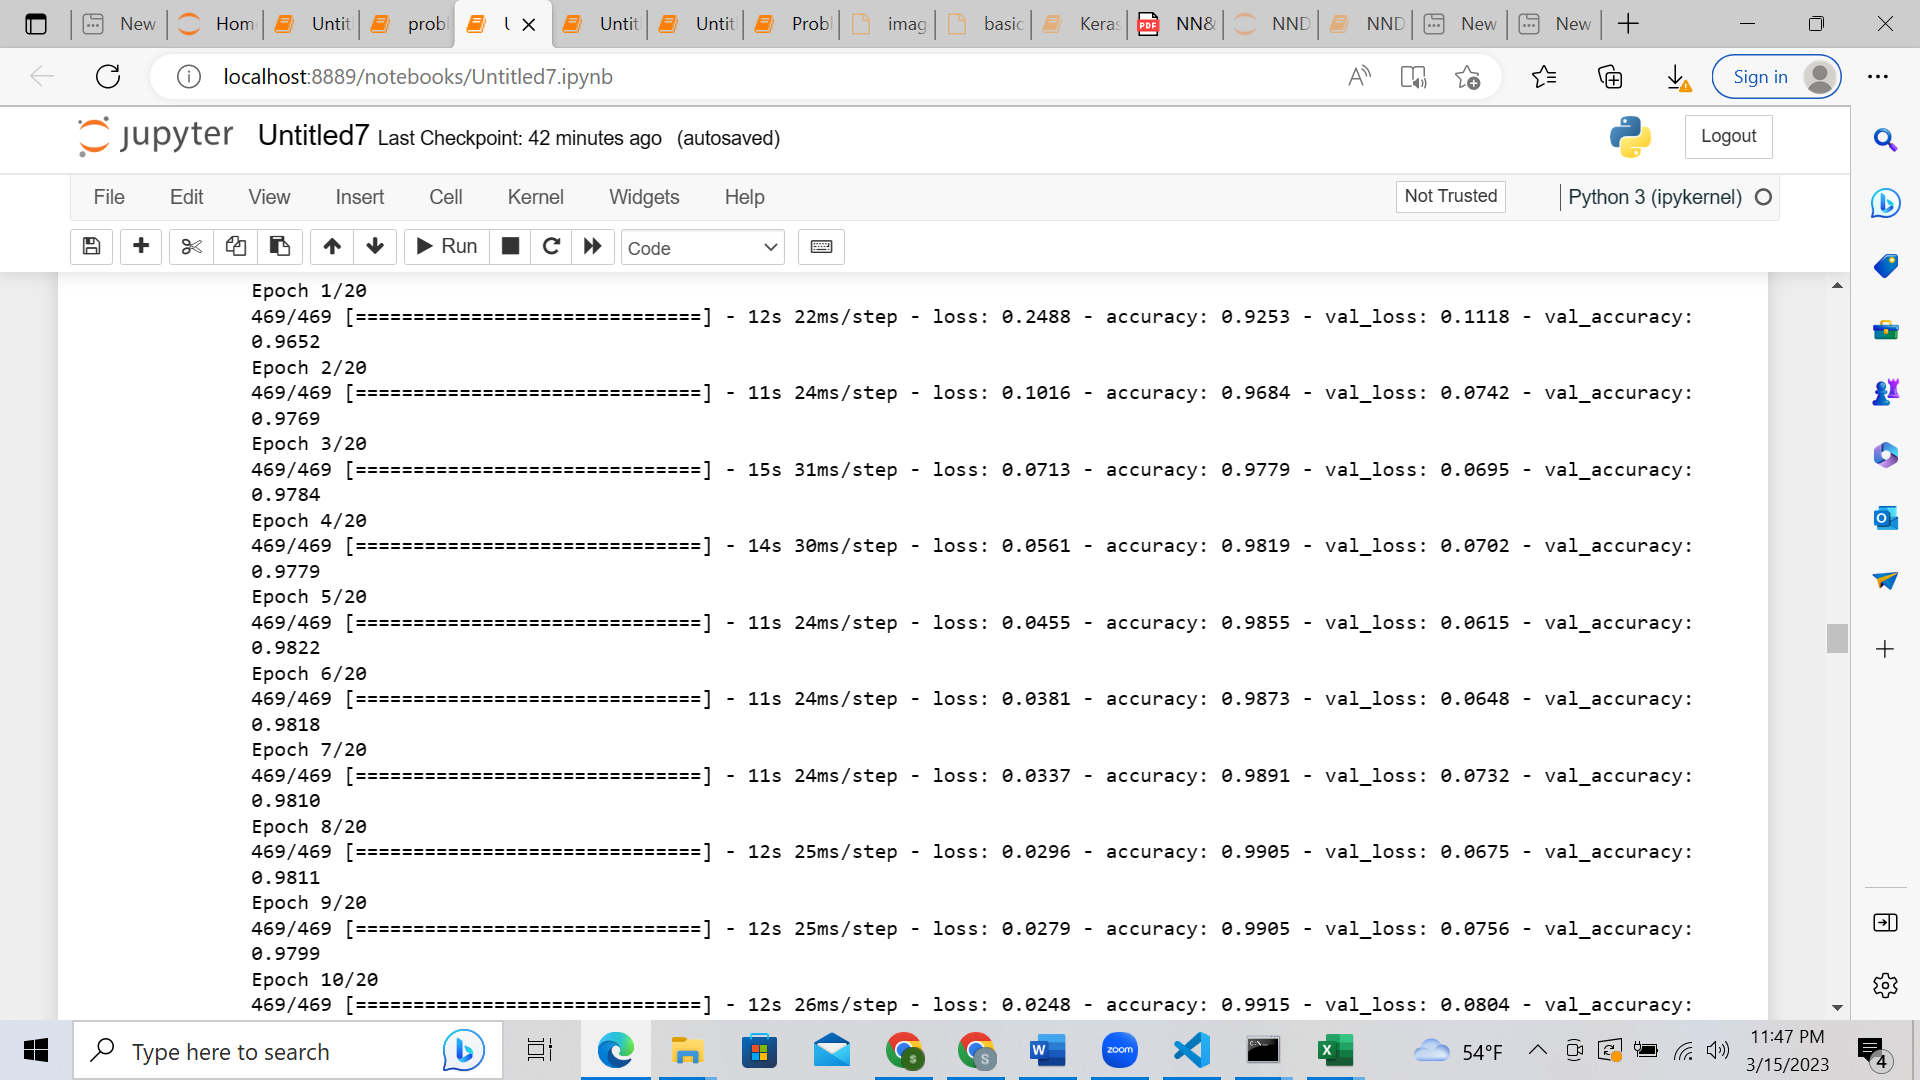 New
Hom
Untit
probl
U
Untit
Untit
Probl
imag
basic
Keras
NN&
NND
NND
New
New
localhost:8889/notebooks/Untitled7.ipynb
Sign in
jupyter Untitled7 Last Checkpoint: 42 minutes ago (autosaved)
Logout
File Edit View Insert Cell Kernel Widgets Help
Not Trusted
Python 3 (ipykernel)
Run
Code
Epoch 1/20
469/469 [==============================] - 12s 22ms/step - loss: 0.2488 - accuracy: 0.9253 - val_loss: 0.1118 - val_accuracy:
0.9652
Epoch 2/20
469/469 [==============================] - 11s 24ms/step - loss: 0.1016 - accuracy: 0.9684 - val_loss: 0.0742 - val_accuracy:
0.9769
Epoch 3/20
469/469 [==============================] - 15s 31ms/step - loss: 0.0713 - accuracy: 0.9779 - val_loss: 0.0695 - val_accuracy:
0.9784
Epoch 4/20
469/469 [==============================] - 14s 30ms/step - loss: 0.0561 - accuracy: 0.9819 - val_loss: 0.0702 - val_accuracy:
0.9779
Epoch 5/20
469/469 [==============================] - 11s 24ms/step - loss: 0.0455 - accuracy: 0.9855 - val_loss: 0.0615 - val_accuracy:
0.9822
Epoch 6/20
469/469 [==============================] - 11s 24ms/step - loss: 0.0381 - accuracy: 0.9873 - val_loss: 0.0648 - val_accuracy:
0.9818
Epoch 7/20
469/469 [==============================] - 11s 24ms/step - loss: 0.0337 - accuracy: 0.9891 - val_loss: 0.0732 - val_accuracy:
0.9810
Epoch 8/20
469/469 [==============================] - 12s 25ms/step - loss: 0.0296 - accuracy: 0.9905 - val_loss: 0.0675 - val_accuracy:
0.9811
Epoch 9/20
469/469 [==============================] - 12s 25ms/step - loss: 0.0279 - accuracy: 0.9905 - val_loss: 0.0756 - val_accuracy:
0.9799
Epoch 10/20
469/469 [==============================] - 12s 26ms/step - loss: 0.0248 - accuracy: 0.9915 - val_loss: 0.0804 - val_accuracy:
Type here to search
zoom
54°F
11:47 PM
3/15/2023
4